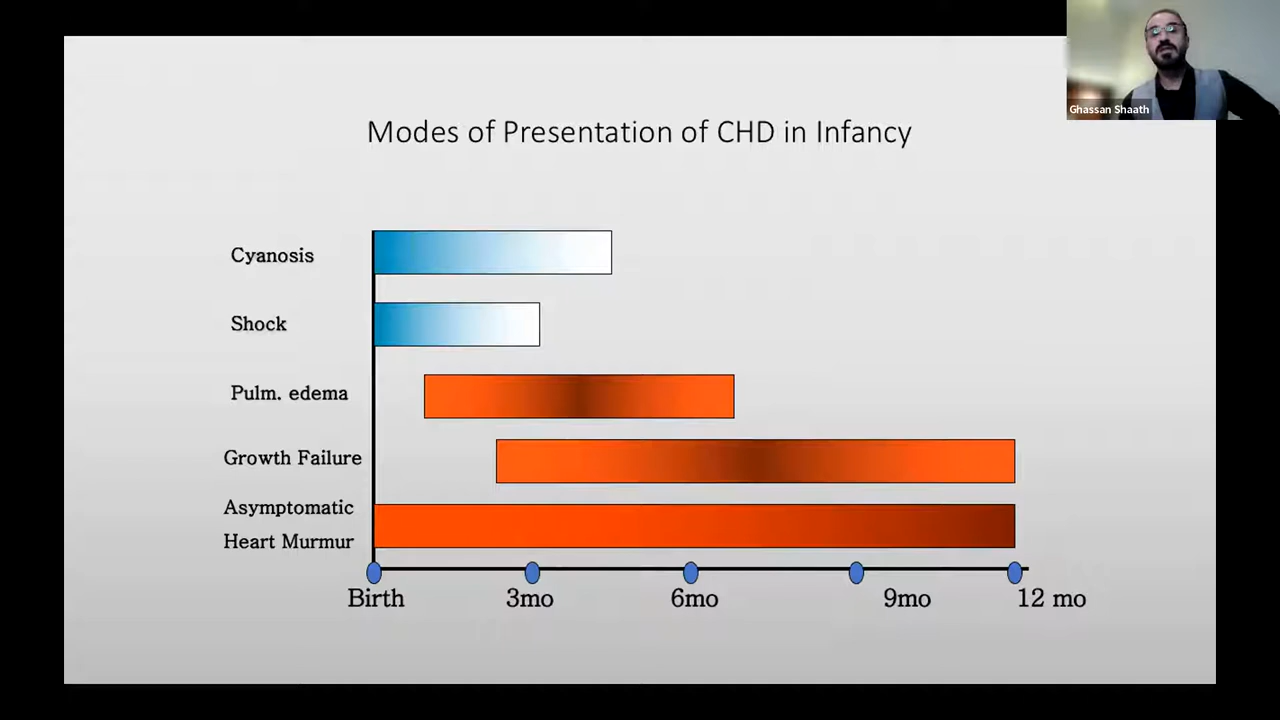 Ghassan Shaath
Modes of Presentation of CHD in Infancy
Cyanosis
Shock
Pulm. edema
Growth Failure
Asymptomatic
Heart Murmur
Birth 3mo 6mo 9mo 12 mo